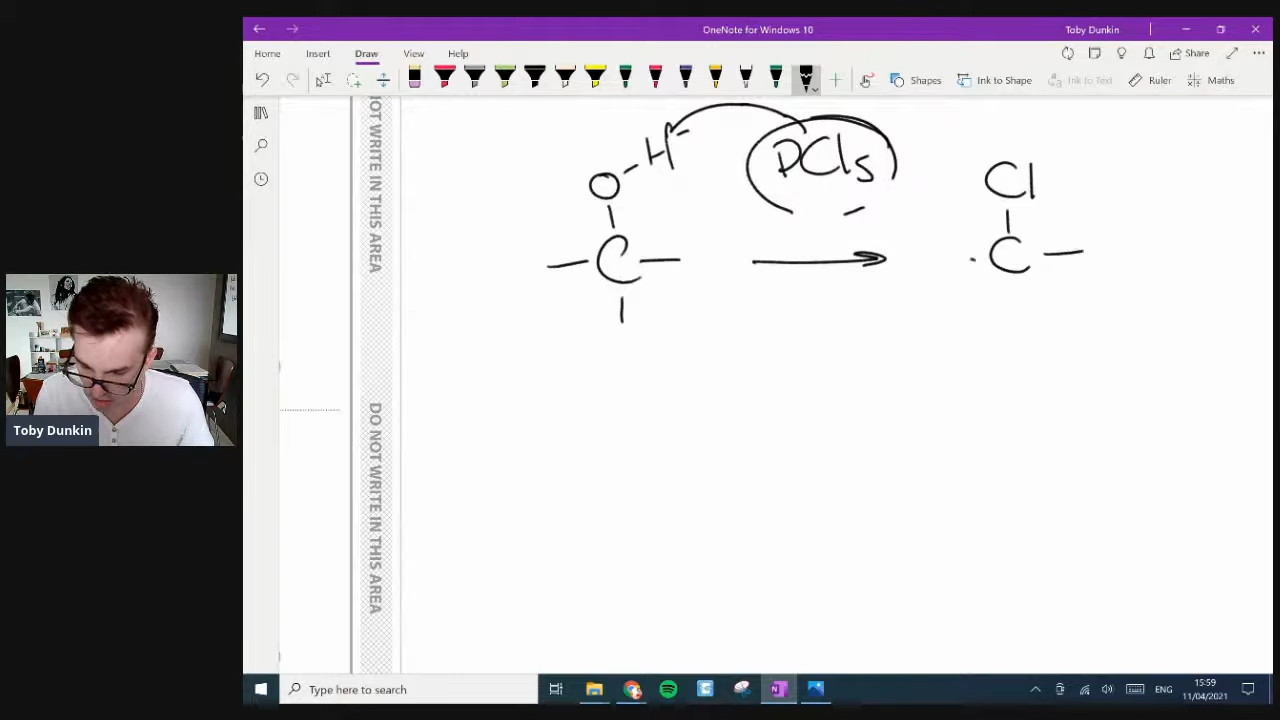 OneNote for Windows 10
Toby Dunkin
Home Insert Draw View Help
Share
Shapes Ink to Shape Ink to Text Ruler Maths
NOT WRITE IN THIS AREA
DO NOT WRITE IN THIS AREA
H
PCl5
O
Cl
C
C
Toby Dunkin
Type here to search
ENG
15:59
11/04/2021